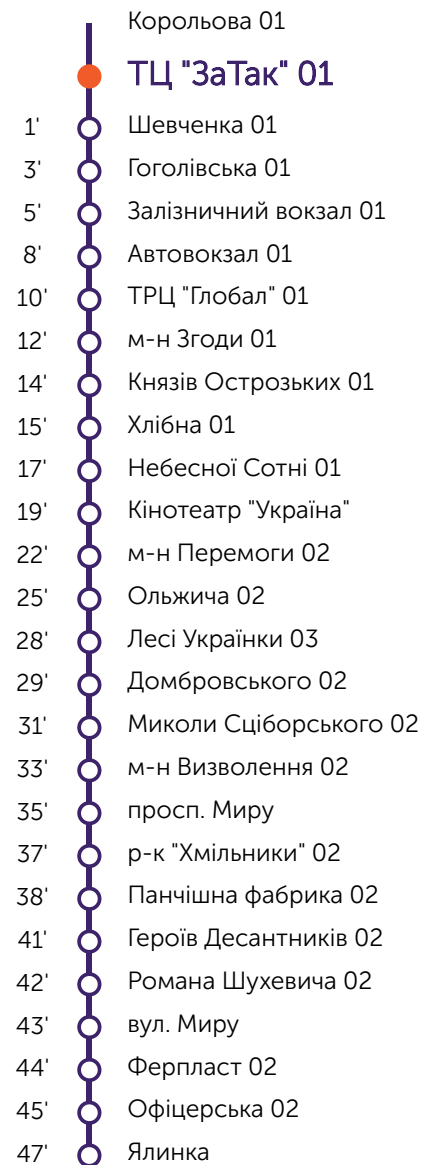 Корольова 01
ТЦ "ЗаТак" 01
1' Шевченка 01
3' Гоголівська 01
5' Залізничний вокзал 01
8' Автовокзал 01
10' ТРЦ "Глобал" 01
12' м-н Згоди 01
14' Князів Острозьких 01
15' Хлібна 01
17' Небесної Сотні 01
19' Кінотеатр "Україна"
22' м-н Перемоги 02
25' Ольжича 02
28' Лесі Українки 03
29' Домбровського 02
31' Миколи Сціборського 02
33' м-н Визволення 02
35' просп. Миру
37' р-к "Хмільники" 02
38' Панчішна фабрика 02
41' Героїв Десантників 02
42' Романа Шухевича 02
43' вул. Миру
44' Ферпласт 02
45' Офіцерська 02
47' Ялинка